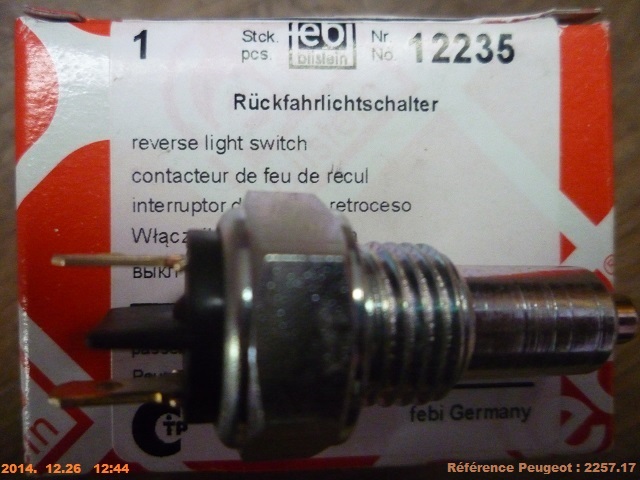 1 Stck. pcs. febi bilstein Nr. No. 12235
Rückfahrlichtschalter
reverse light switch
contacteur de feu de recul
interruptor retroceso
febi Germany
2014. 12.26 12:44
Référence Peugeot : 2257.17